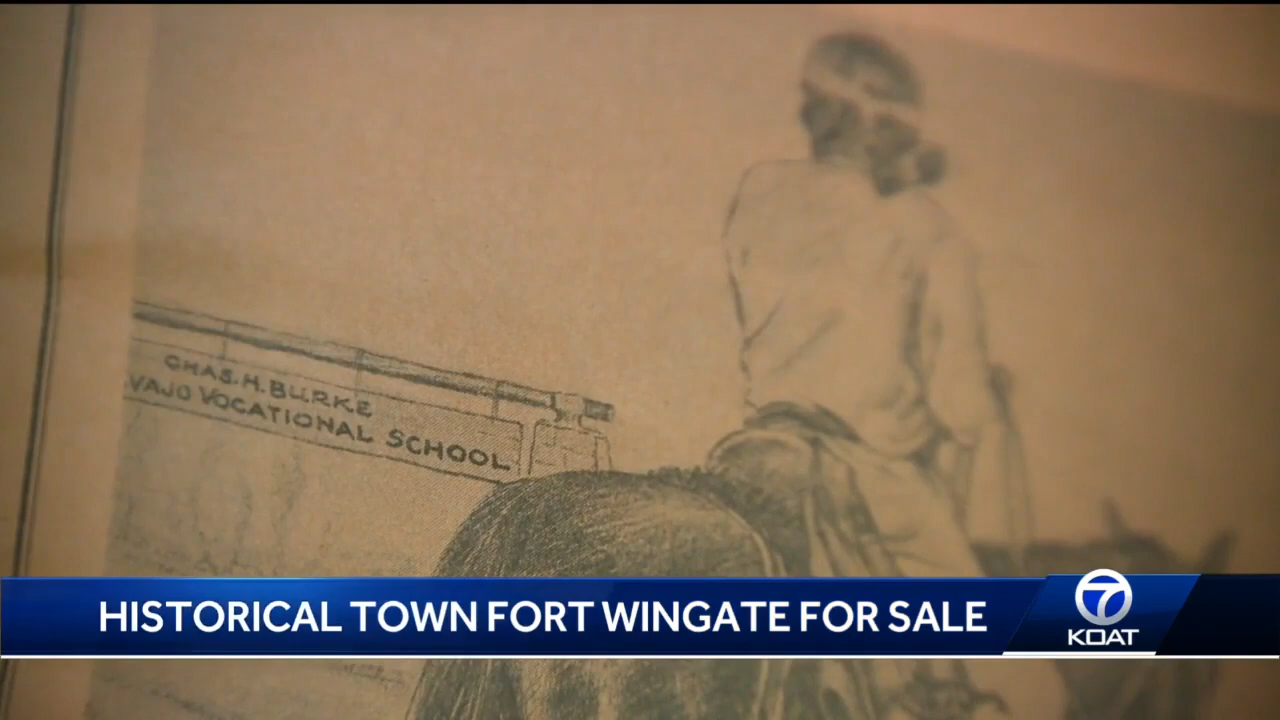 CHAS. H. BURKE
VAJO VOCATIONAL SCHOOL
HISTORICAL TOWN FORT WINGATE FOR SALE
7
KOAT